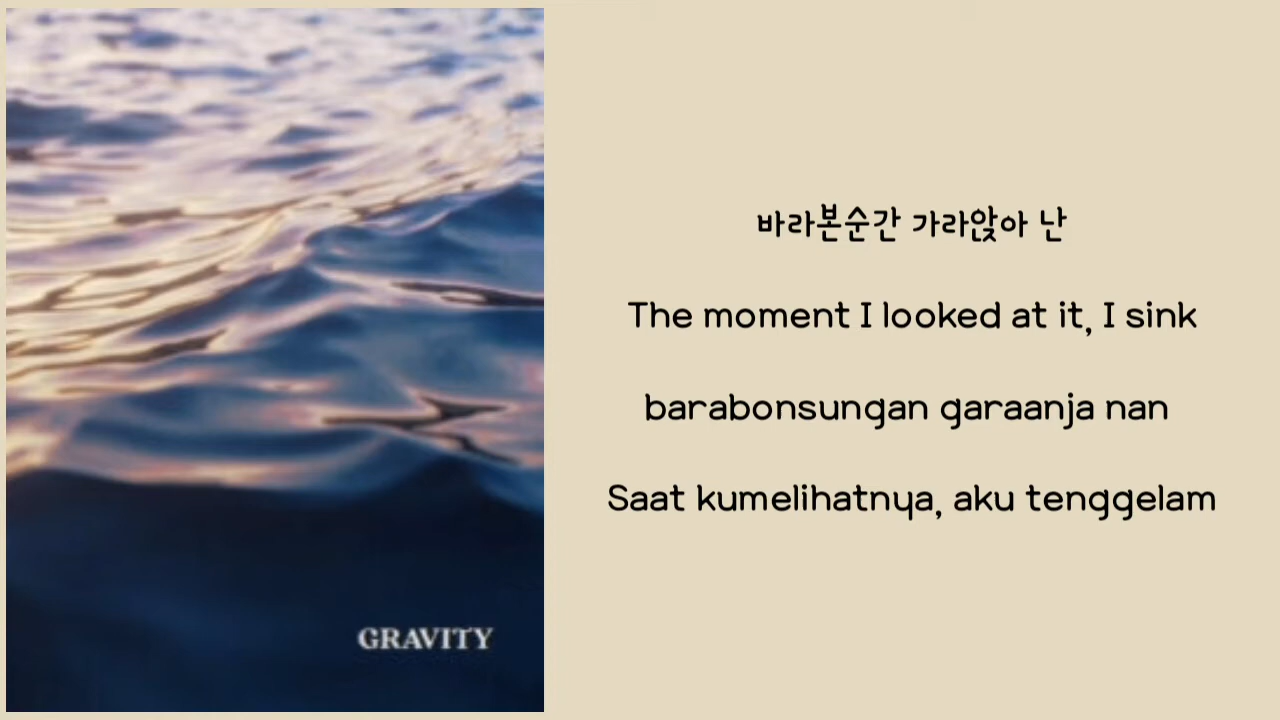 바라본순간 가라앉아 난
The moment I looked at it, I sink
barabonsungan garaanja nan
Saat kumelihatnya, aku tenggelam
GRAVITY